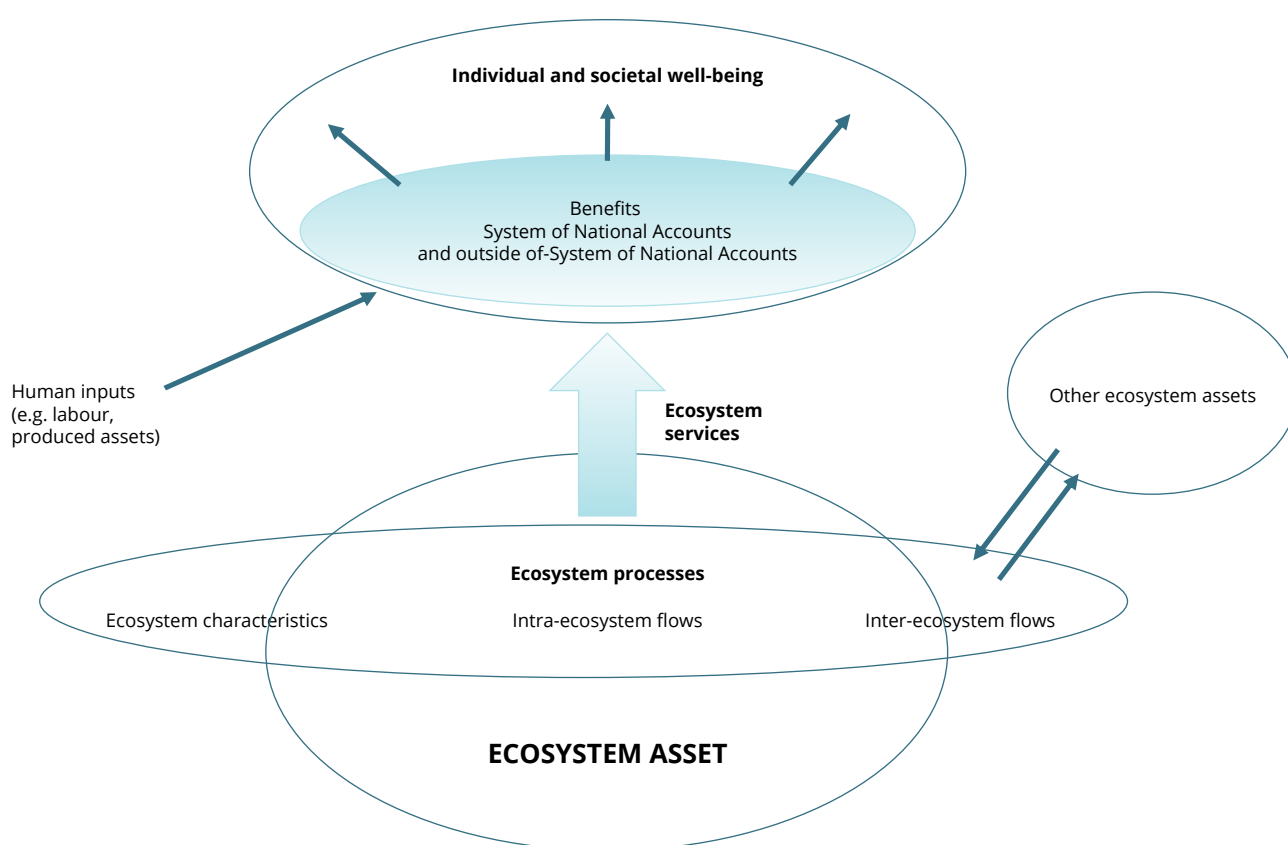 Individual and societal well-being
Benefits
System of National Accounts
and outside of-System of National Accounts
Human inputs
(e.g. labour,
produced assets)
Other ecosystem assets
Ecosystem
services
Ecosystem processes
Ecosystem characteristics
Intra-ecosystem flows
Inter-ecosystem flows
ECOSYSTEM ASSET